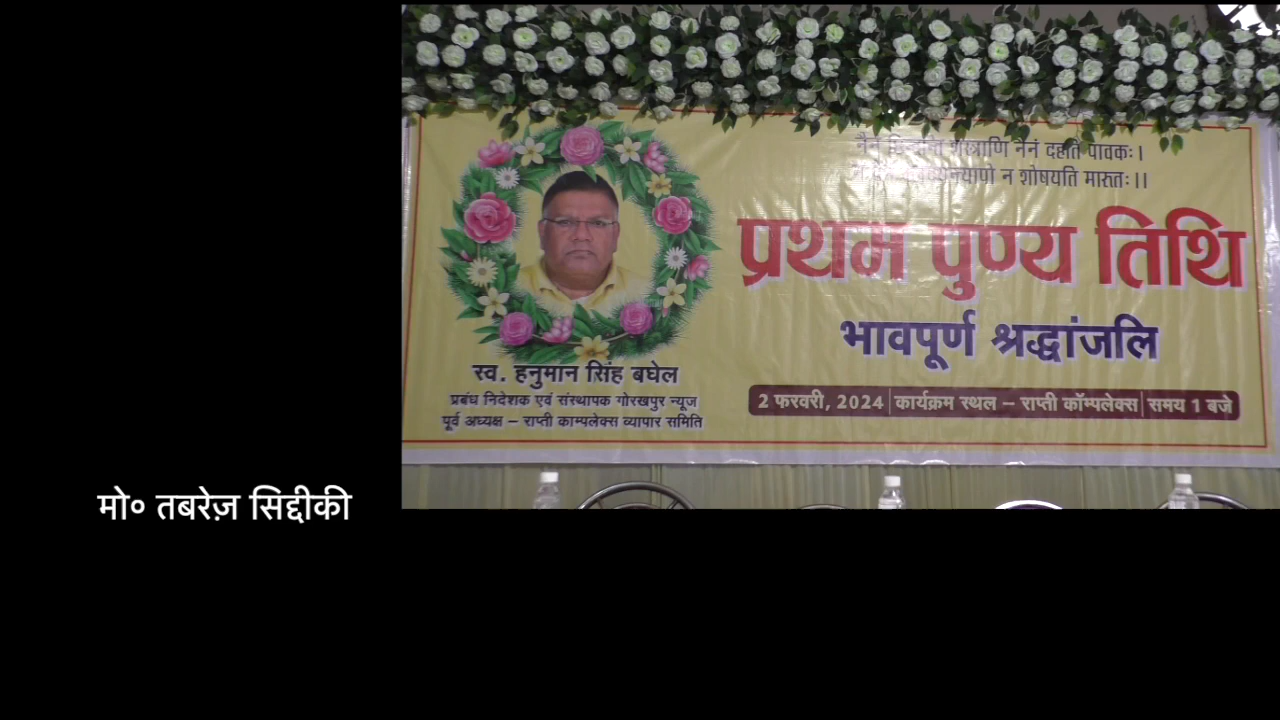 नैनं शस्त्राणि नैनं दहति पावकः।
न शोषयति मारुतः।।
प्रथम पुण्य तिथि
भावपूर्ण श्रद्धांजलि
2 फरवरी, 2024 कार्यक्रम स्थल – राप्ती कॉम्पलेक्स समय 1 बजे
स्व. हनुमान सिंह बघेल
प्रबंध निदेशक एवं संस्थापक गोरखपुर न्यूज
पूर्व अध्यक्ष – राप्ती काम्पलेक्स व्यापार समिति
मो० तबरेज़ सिद्दीकी